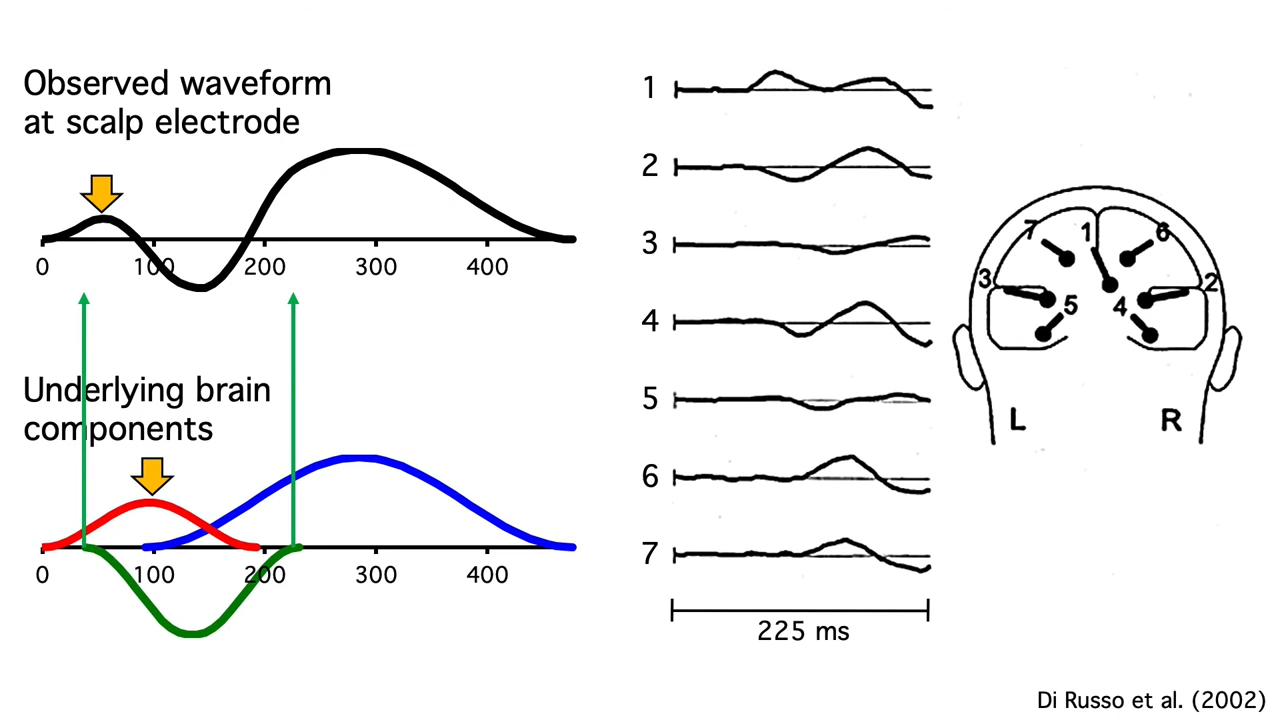 Observed waveform
at scalp electrode
0 100 200 300 400
Underlying brain
components
0 100 200 300 400
1
2
3
4
5
6
7
225 ms
7 1 6
3 2
5 4
L R
Di Russo et al. (2002)